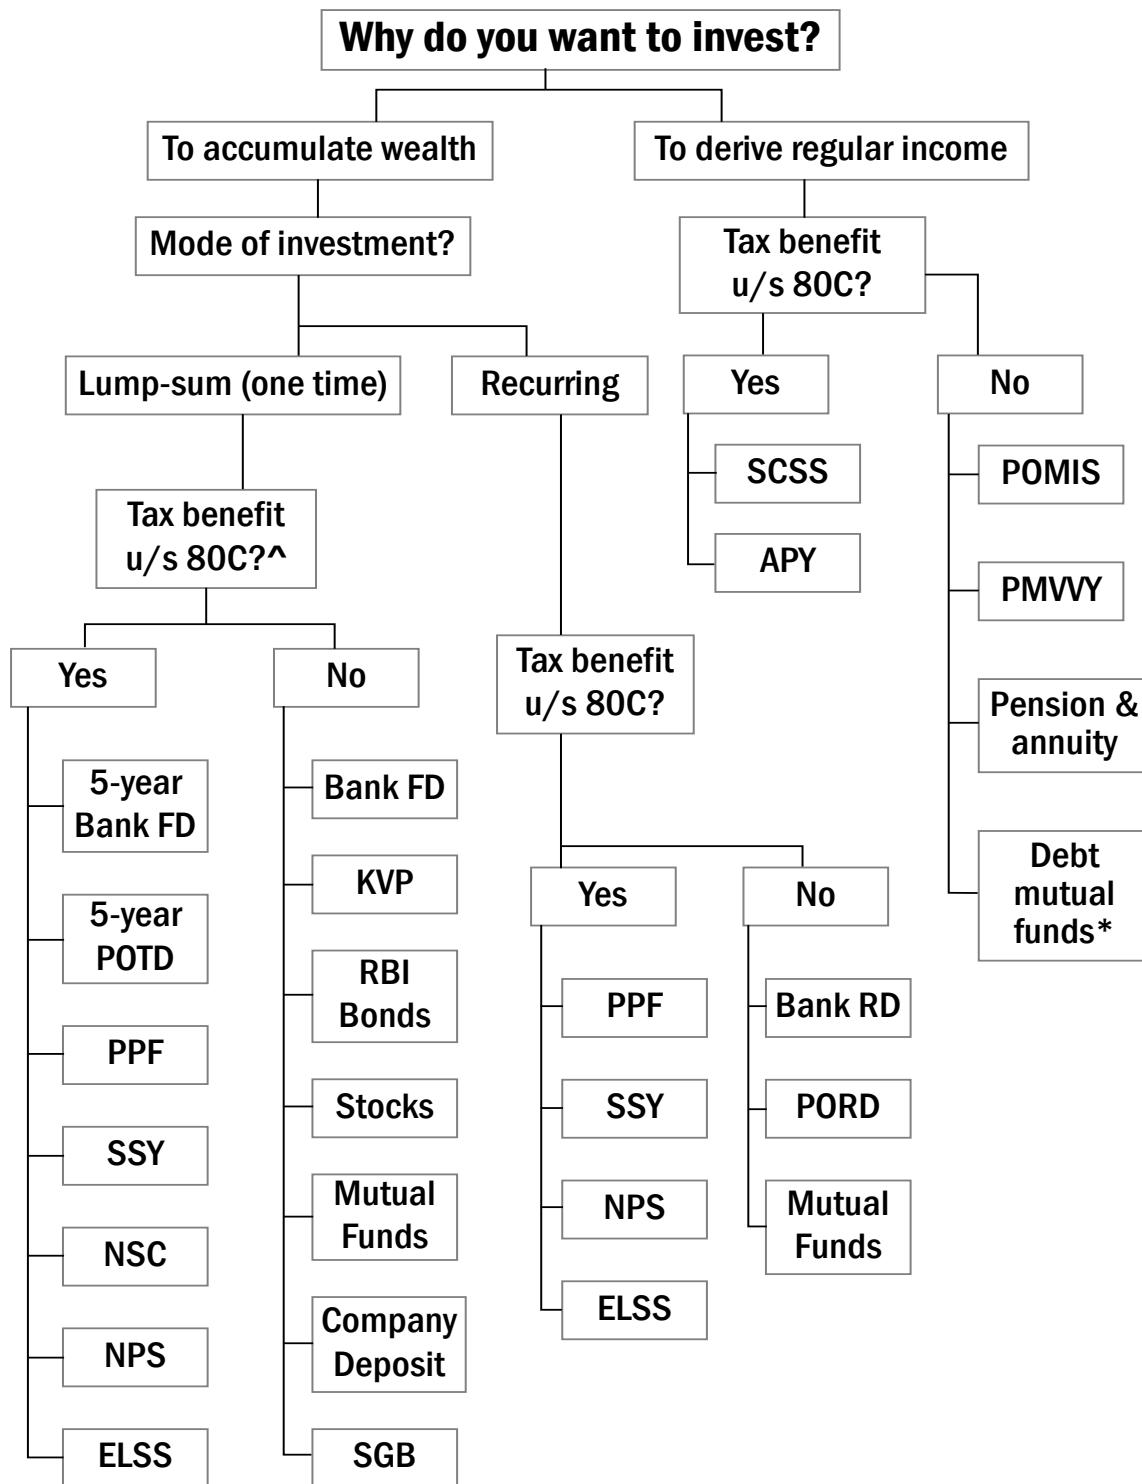 Why do you want to invest?
To accumulate wealth
To derive regular income
Mode of investment?
Tax benefit
u/s 80C?
Lump-sum (one time)
Recurring
Yes
No
SCSS
APY
POMIS
PMVVY
Pension &
annuity
Debt
mutual
funds*
Tax benefit
u/s 80C?^
Yes
No
5-year
Bank FD
5-year
POTD
PPF
SSY
NSC
NPS
ELSS
Bank FD
KVP
RBI
Bonds
Stocks
Mutual
Funds
Company
Deposit
SGB
Tax benefit
u/s 80C?
Yes
No
PPF
SSY
NPS
ELSS
Bank RD
PORD
Mutual
Funds